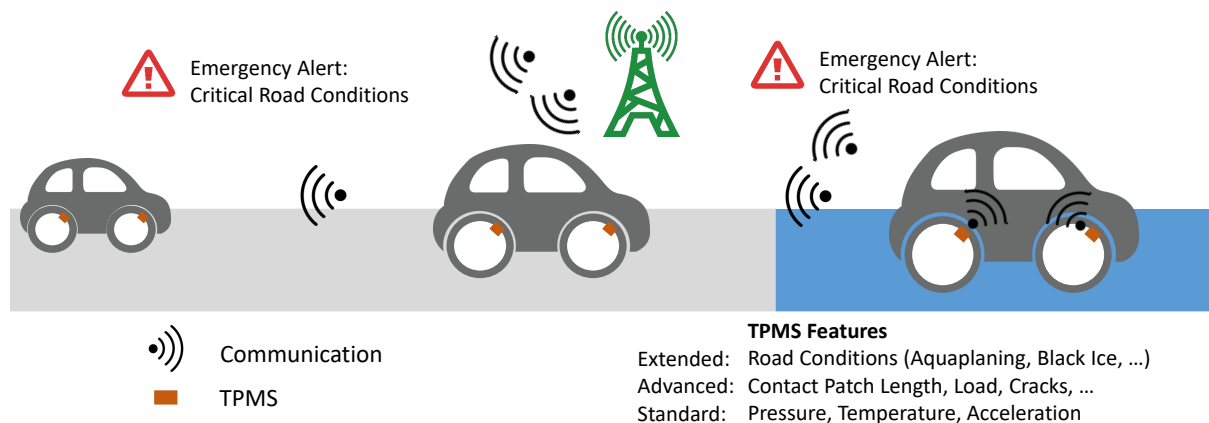 Emergency Alert:
Critical Road Conditions
Emergency Alert:
Critical Road Conditions
Communication
TPMS
TPMS Features
Extended: Road Conditions (Aquaplaning, Black Ice, …)
Advanced: Contact Patch Length, Load, Cracks, …
Standard: Pressure, Temperature, Acceleration